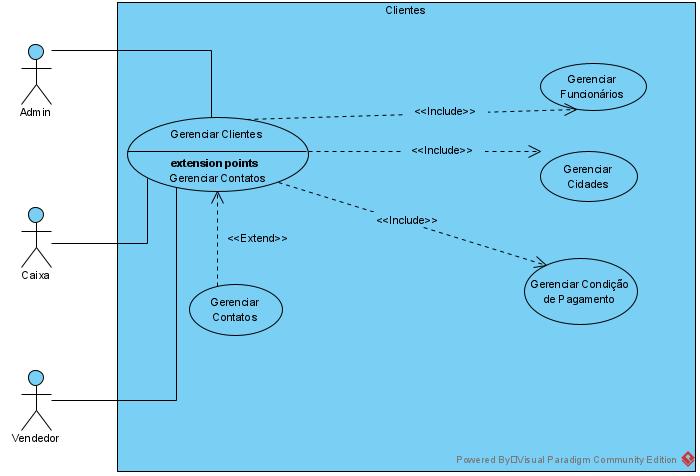 Clientes
Admin
Gerenciar
Funcionários
<<Include>>
Gerenciar Clientes
extension points
Gerenciar Contatos
<<Include>>
Gerenciar
Cidades
<<Include>>
Caixa
<<Extend>>
Gerenciar Condição
de Pagamento
Gerenciar
Contatos
Vendedor
Powered By Visual Paradigm Community Edition